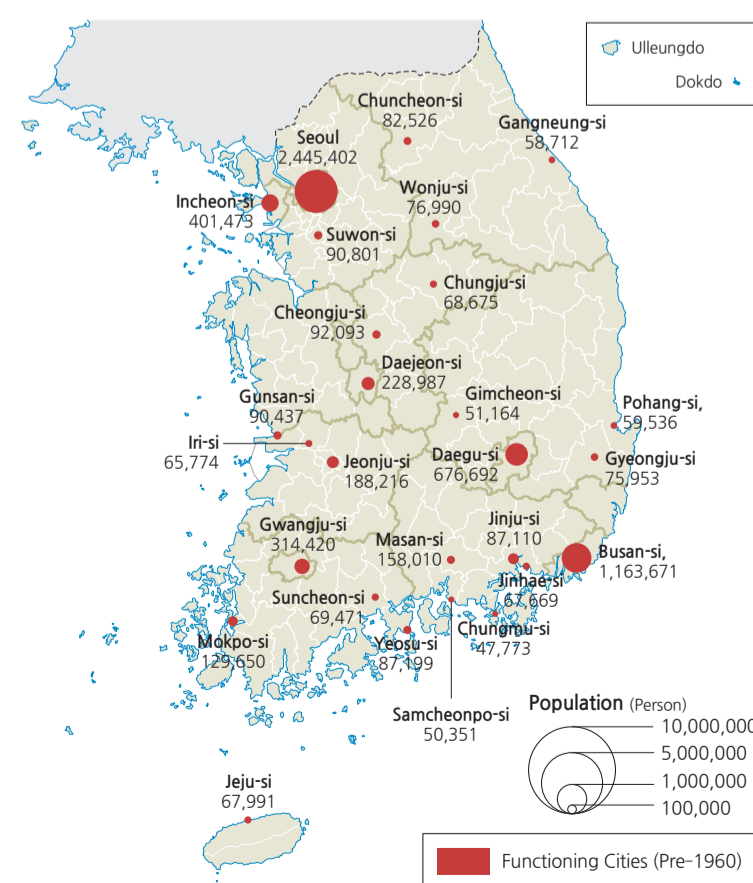 Ulleungdo
Dokdo
Chuncheon-si
82,526
Gangneung-si
58,712
Seoul
2,445,402
Wonju-si
76,990
Incheon-si
401,473
Suwon-si
90,801
Chungju-si
68,675
Cheongju-si
92,093
Daejeon-si
228,987
Gunsan-si
90,437
Gimcheon-si
51,164
Pohang-si,
59,536
Iri-si
65,774
Jeonju-si
188,216
Daegu-si
676,692
Gyeongju-si
75,953
Gwangju-si
314,420
Masan-si
158,010
Jinju-si
87,110
Busan-si,
1,163,671
Jinhae-si
67,669
Suncheon-si
69,471
Chungmu-si
47,773
Mokpo-si
129,650
Yeosu-si
87,199
Samcheonpo-si
50,351
Population (Person)
10,000,000
5,000,000
1,000,000
100,000
Jeju-si
67,991
Functioning Cities (Pre-1960)